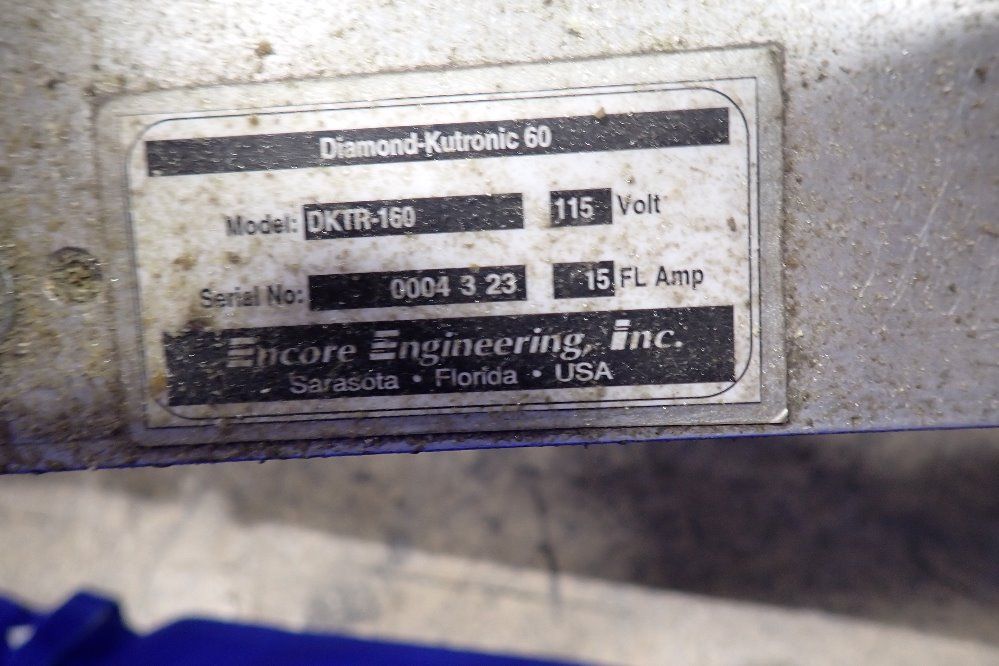 Diamond-Kutronic 60
Model: DKTR-160 115 Volt
Serial No: 0004 3 23 15 FL Amp
Encore Engineering, Inc.
Sarasota • Florida • USA